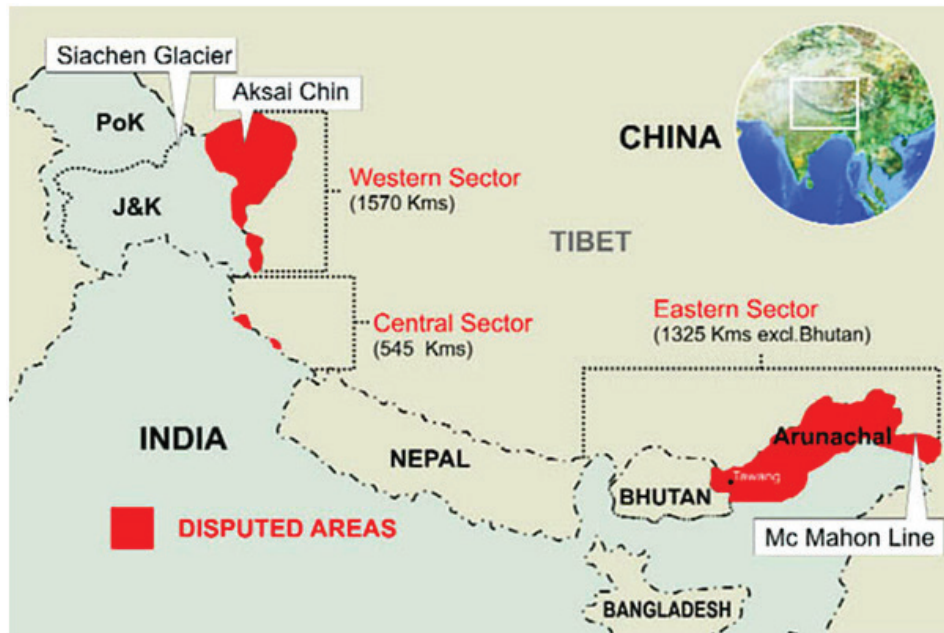 Siachen Glacier
Aksai Chin
PoK
CHINA
Western Sector
(1570 Kms)
J&K
TIBET
Eastern Sector
(1325 Kms excl.Bhutan)
Central Sector
(545 Kms)
INDIA
NEPAL
Arunachal
Tawang
BHUTAN
DISPUTED AREAS
Mc Mahon Line
BANGLADESH